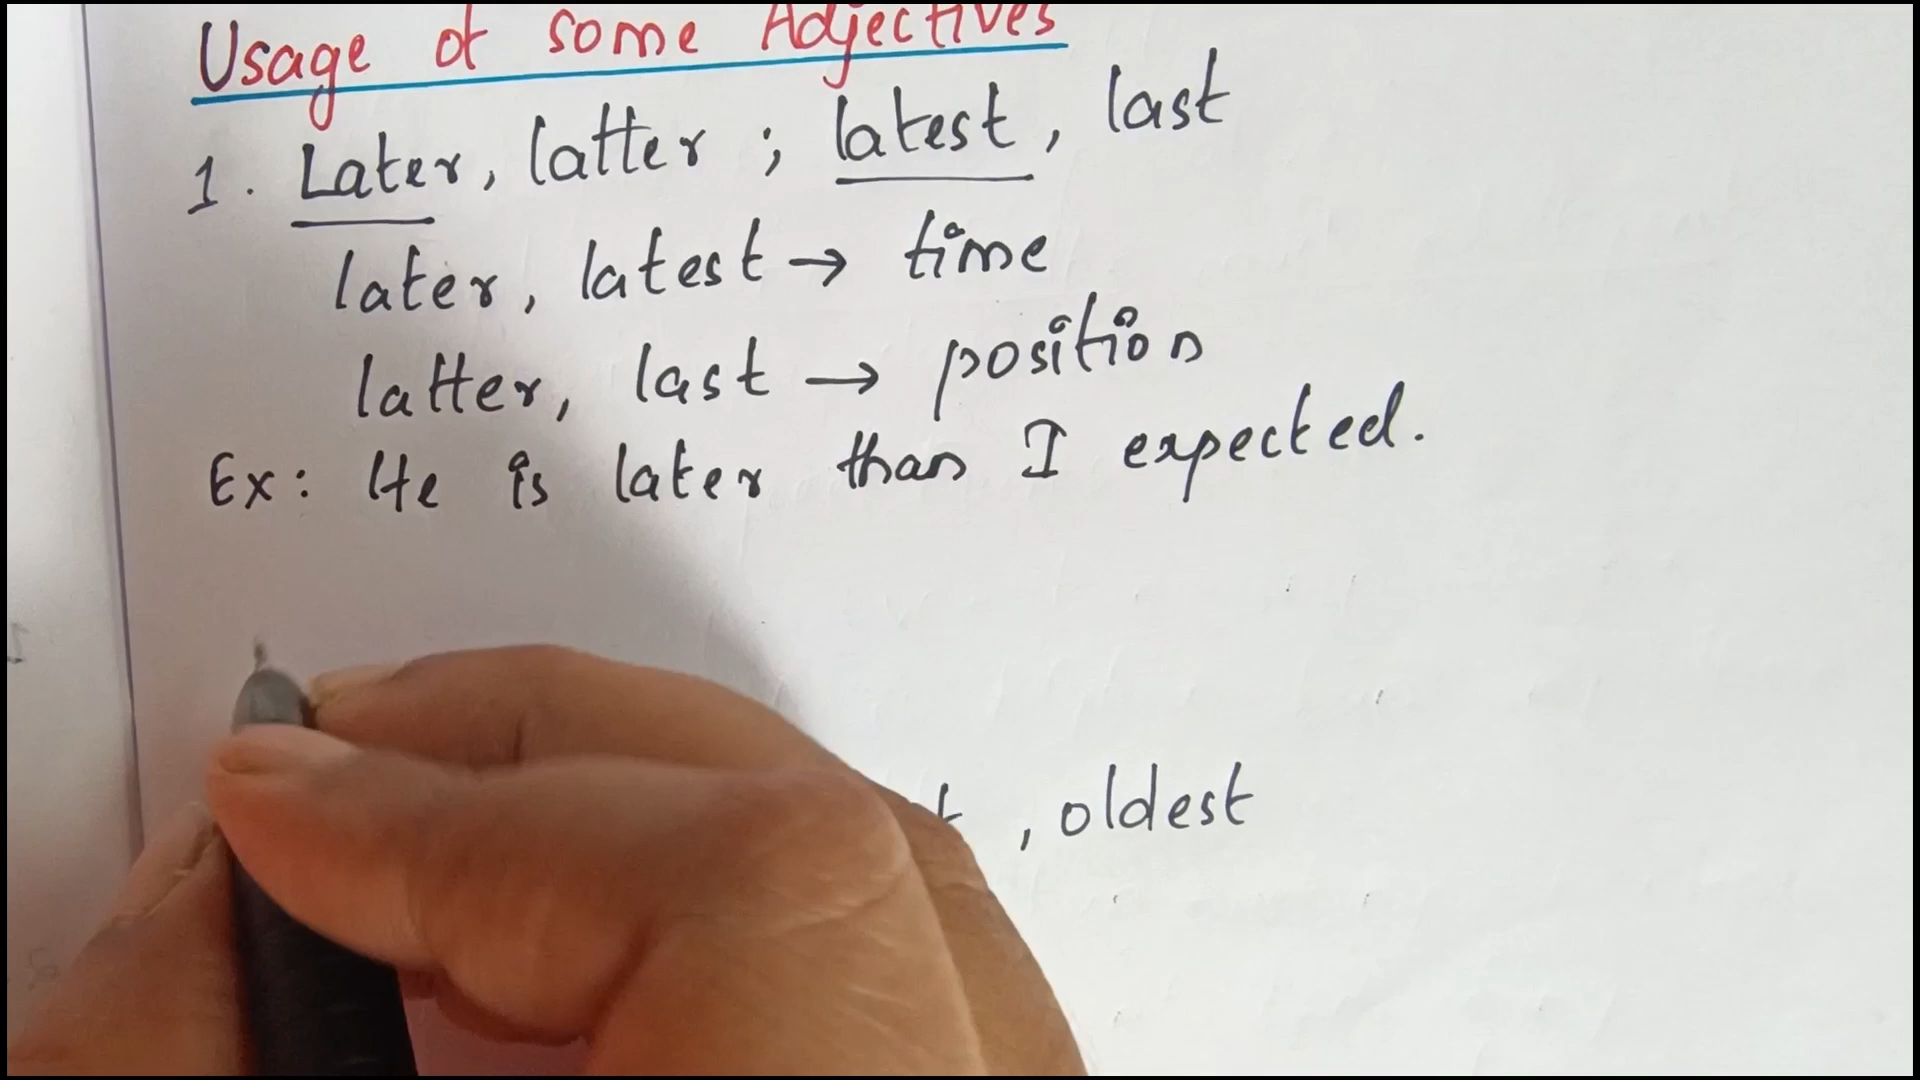 Usage of some Adjectives
1. Later, latter ; latest, last
later, latest → time
latter, last → position
Ex: He is later than I expected.
, oldest